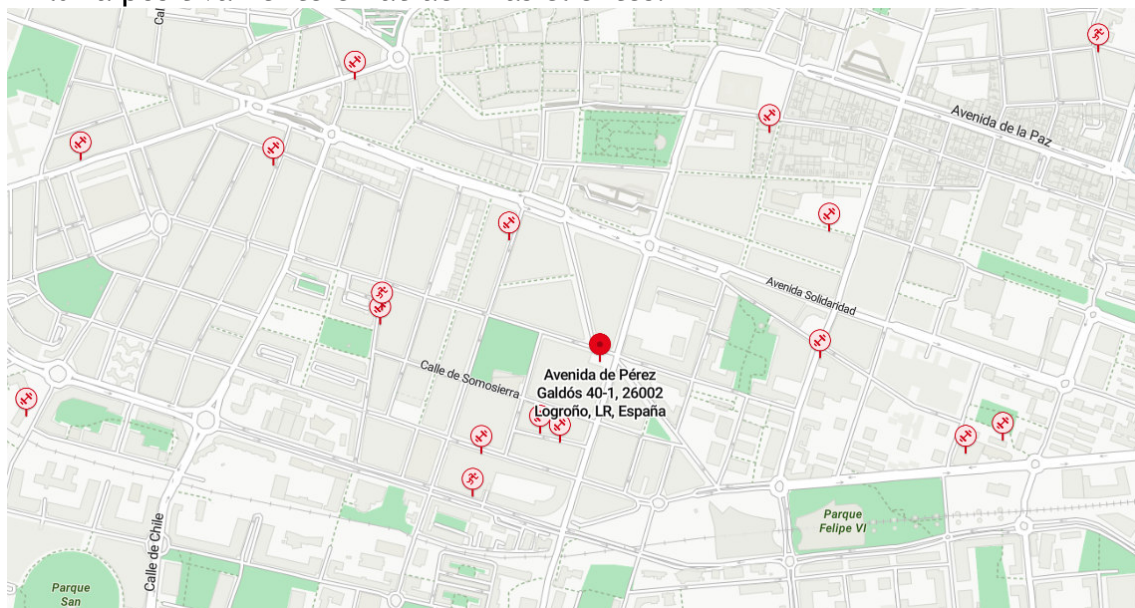 Ca
Avenida de la Paz
Avenida Solidaridad
Calle de Somosierra
Avenida de Pérez
Galdós 40-1, 26002
Logroño, LR, España
Parque
Felipe VI
Calle de Chile
Parque
San